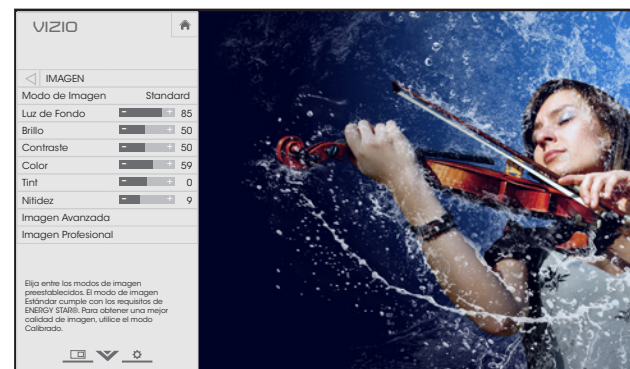 VIZIO
IMAGEN
Modo de Imagen Standard
Luz de Fondo - + 85
Brillo - + 50
Contraste - + 50
Color - + 59
Tint - + 0
Nitidez - + 9
Imagen Avanzada
Imagen Profesional
Elija entre los modos de imagen
preestablecidos. El modo de imagen
Estándar cumple con los requisitos de
ENERGY STAR®. Para obtener una mejor
calidad de imagen, utilice el modo
Calibrado.